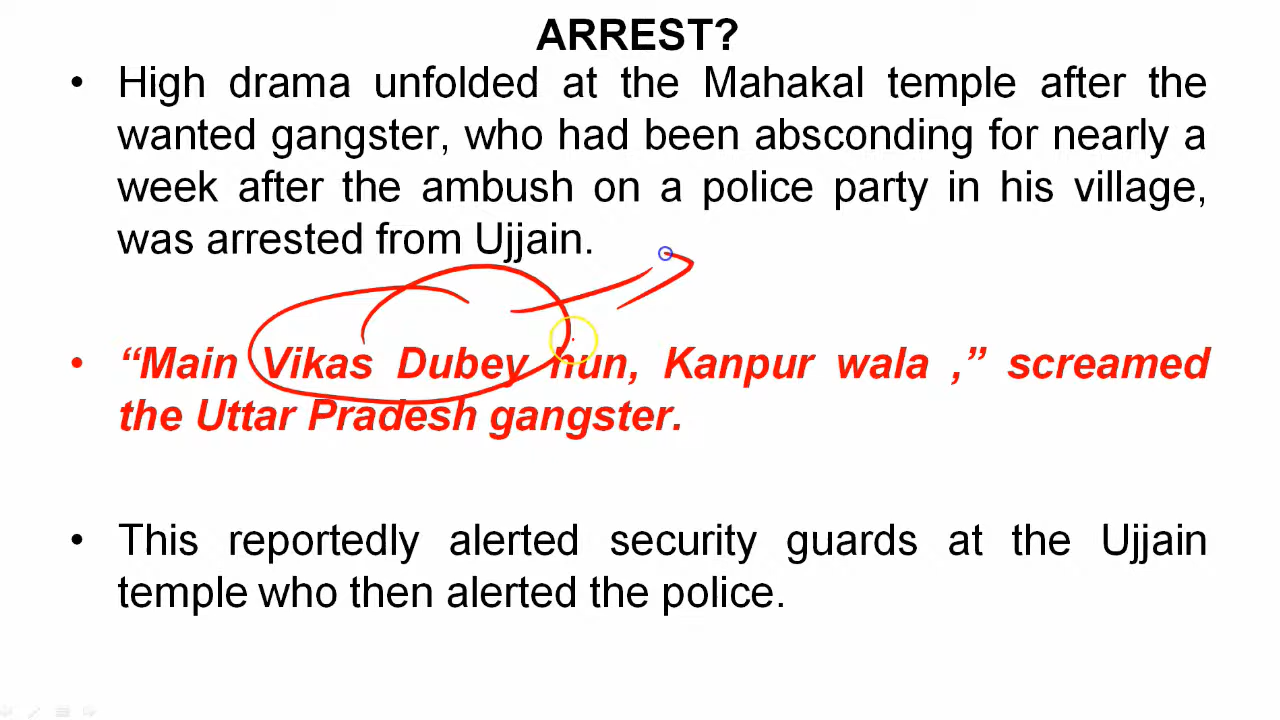 ARREST?
• High drama unfolded at the Mahakal temple after the
wanted gangster, who had been absconding for nearly a
week after the ambush on a police party in his village,
was arrested from Ujjain.
• “Main Vikas Dubey hun, Kanpur wala ,” screamed
the Uttar Pradesh gangster.
• This reportedly alerted security guards at the Ujjain
temple who then alerted the police.